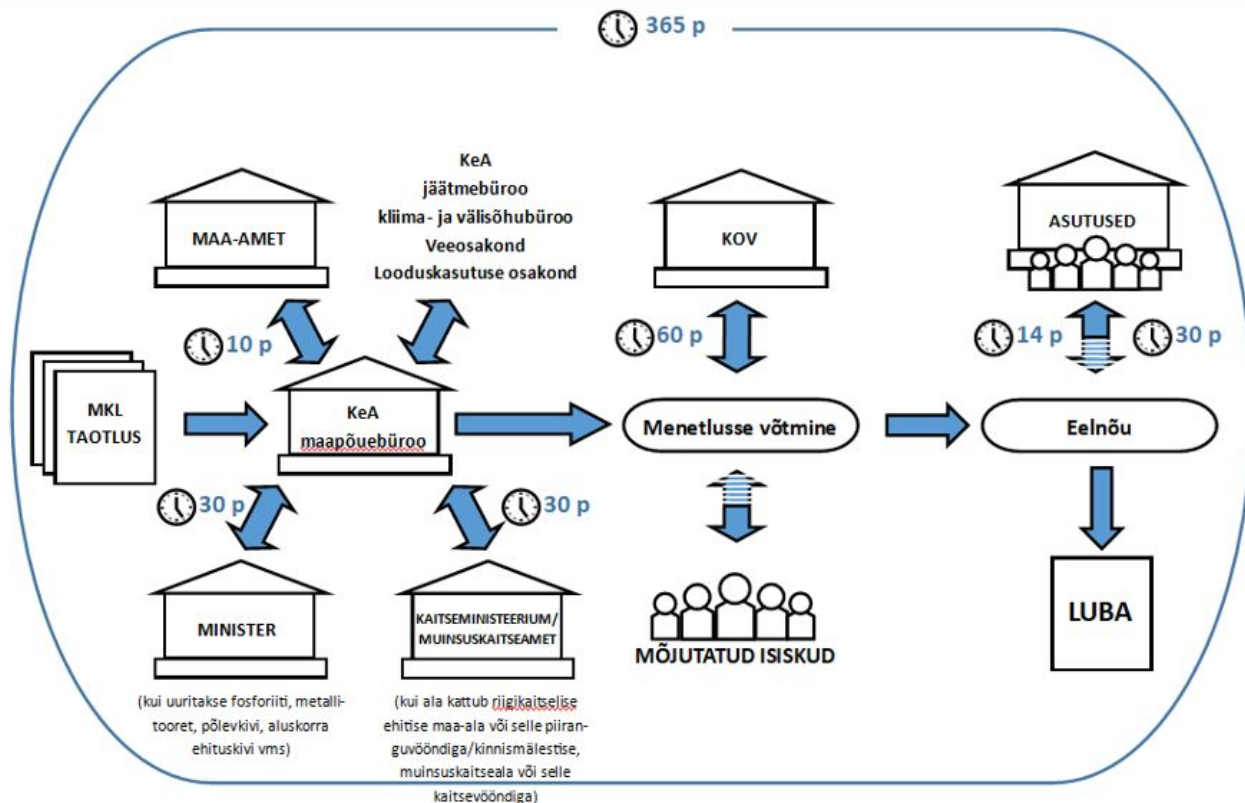 365 p
KeA
jäätmebüroo
kliima- ja välisõhubüroo
Veeosakond
Looduskasutuse osakond
MAA-AMET
KOV
ASUTUSED
10 p
60 p
14 p
30 p
MKL
TAOTLUS
KeA
maapõuebüroo
Menetlusse võtmine
Eelnõu
30 p
30 p
MINISTER
KAITSEMINISTEERIUM/
MUINSUSKAITSEAMET
MÕJUTATUD ISISKUD
LUBA
(kui uuritakse fosforiiti, metalli-
tooret, põlevkivi, aluskorra
ehituskivi vms)
(kui ala kattub riigikaitselise
ehitise maa-ala või selle piiran-
guvööndiga/kinnismälestise,
muinsuskaitseala või selle
kaitsevööndiga)